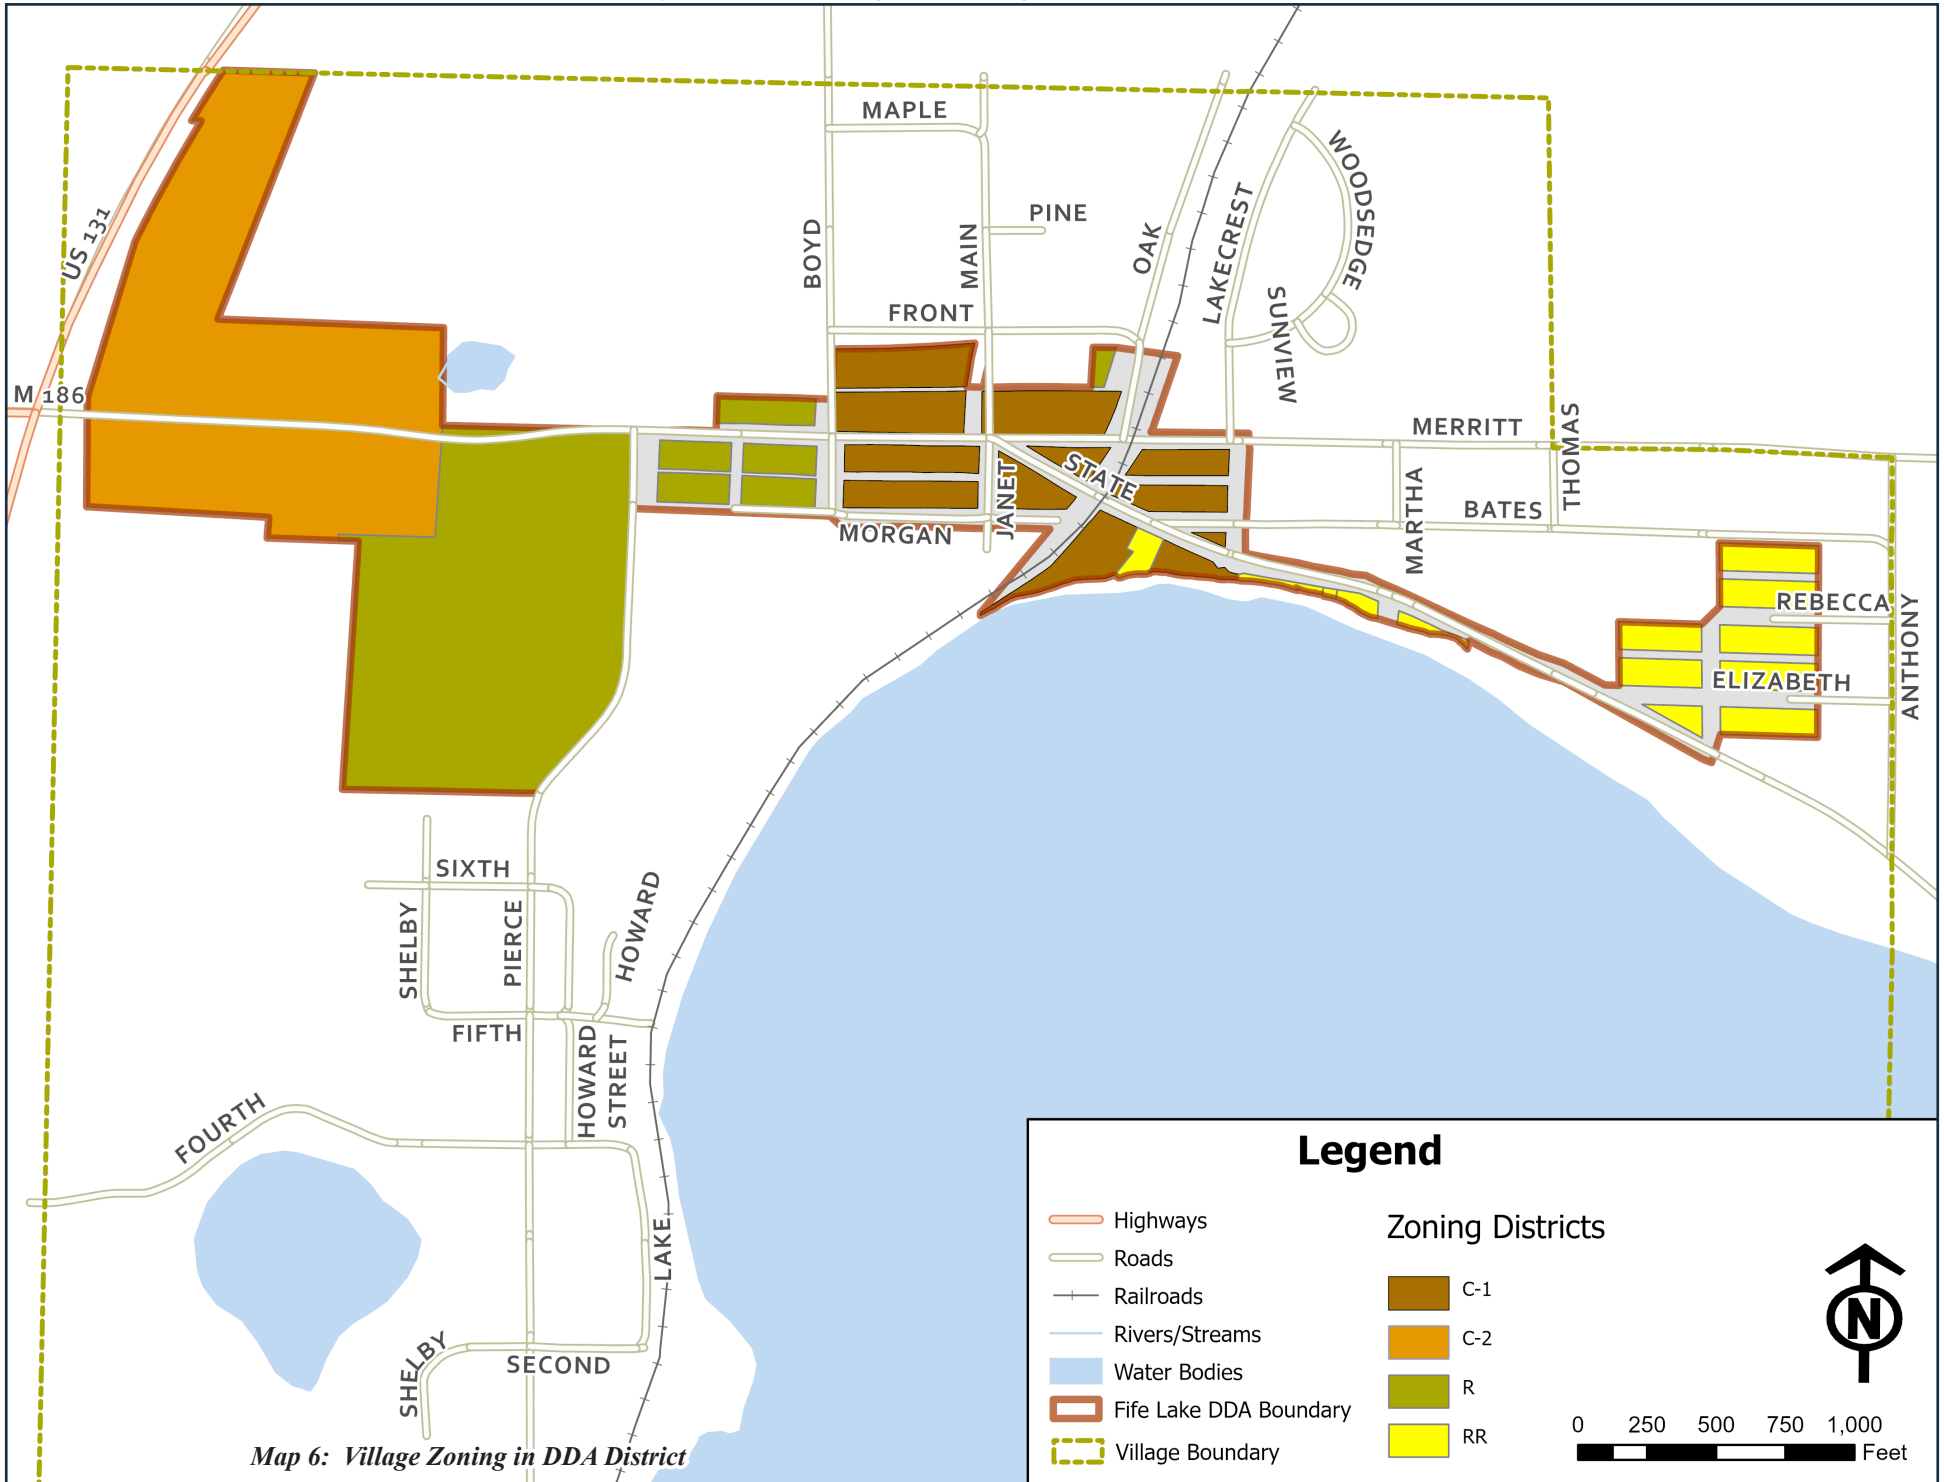 MAPLE
WOODSEDGE
US 131
PINE
BOYD
MAIN
OAK
LAKECREST
FRONT
SUNVIEW
M 186
MERRITT
THOMAS
STATE
JANET
MARTHA
BATES
MORGAN
REBECCA
ANTHONY
ELIZABETH
SIXTH
SHELBY
PIERCE
HOWARD
FIFTH
HOWARD
STREET
FOURTH
LAKE
SHELBY
SECOND
Map 6: Village Zoning in DDA District
Legend
Highways
Roads
Railroads
Rivers/Streams
Water Bodies
Fife Lake DDA Boundary
Village Boundary
Zoning Districts
C-1
C-2
R
RR
N
0 250 500 750 1,000
Feet